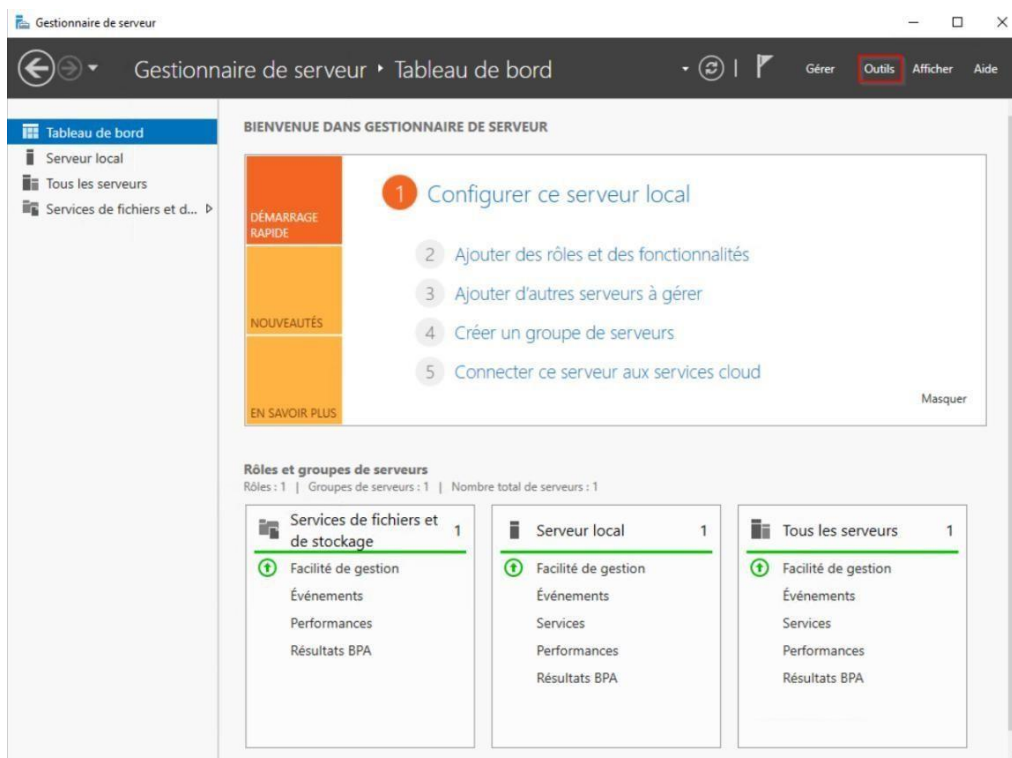 Gestionnaire de serveur
Gestionnaire de serveur ‣ Tableau de bord
Gérer Outils Afficher Aide
Tableau de bord
Serveur local
Tous les serveurs
Services de fichiers et d...
BIENVENUE DANS GESTIONNAIRE DE SERVEUR
DÉMARRAGE
RAPIDE
NOUVEAUTÉS
EN SAVOIR PLUS
1 Configurer ce serveur local
2 Ajouter des rôles et des fonctionnalités
3 Ajouter d'autres serveurs à gérer
4 Créer un groupe de serveurs
5 Connecter ce serveur aux services cloud
Masquer
Rôles et groupes de serveurs
Rôles : 1 | Groupes de serveurs : 1 | Nombre total de serveurs : 1
Services de fichiers et
de stockage 1
Facilité de gestion
Événements
Performances
Résultats BPA
Serveur local 1
Facilité de gestion
Événements
Services
Performances
Résultats BPA
Tous les serveurs 1
Facilité de gestion
Événements
Services
Performances
Résultats BPA